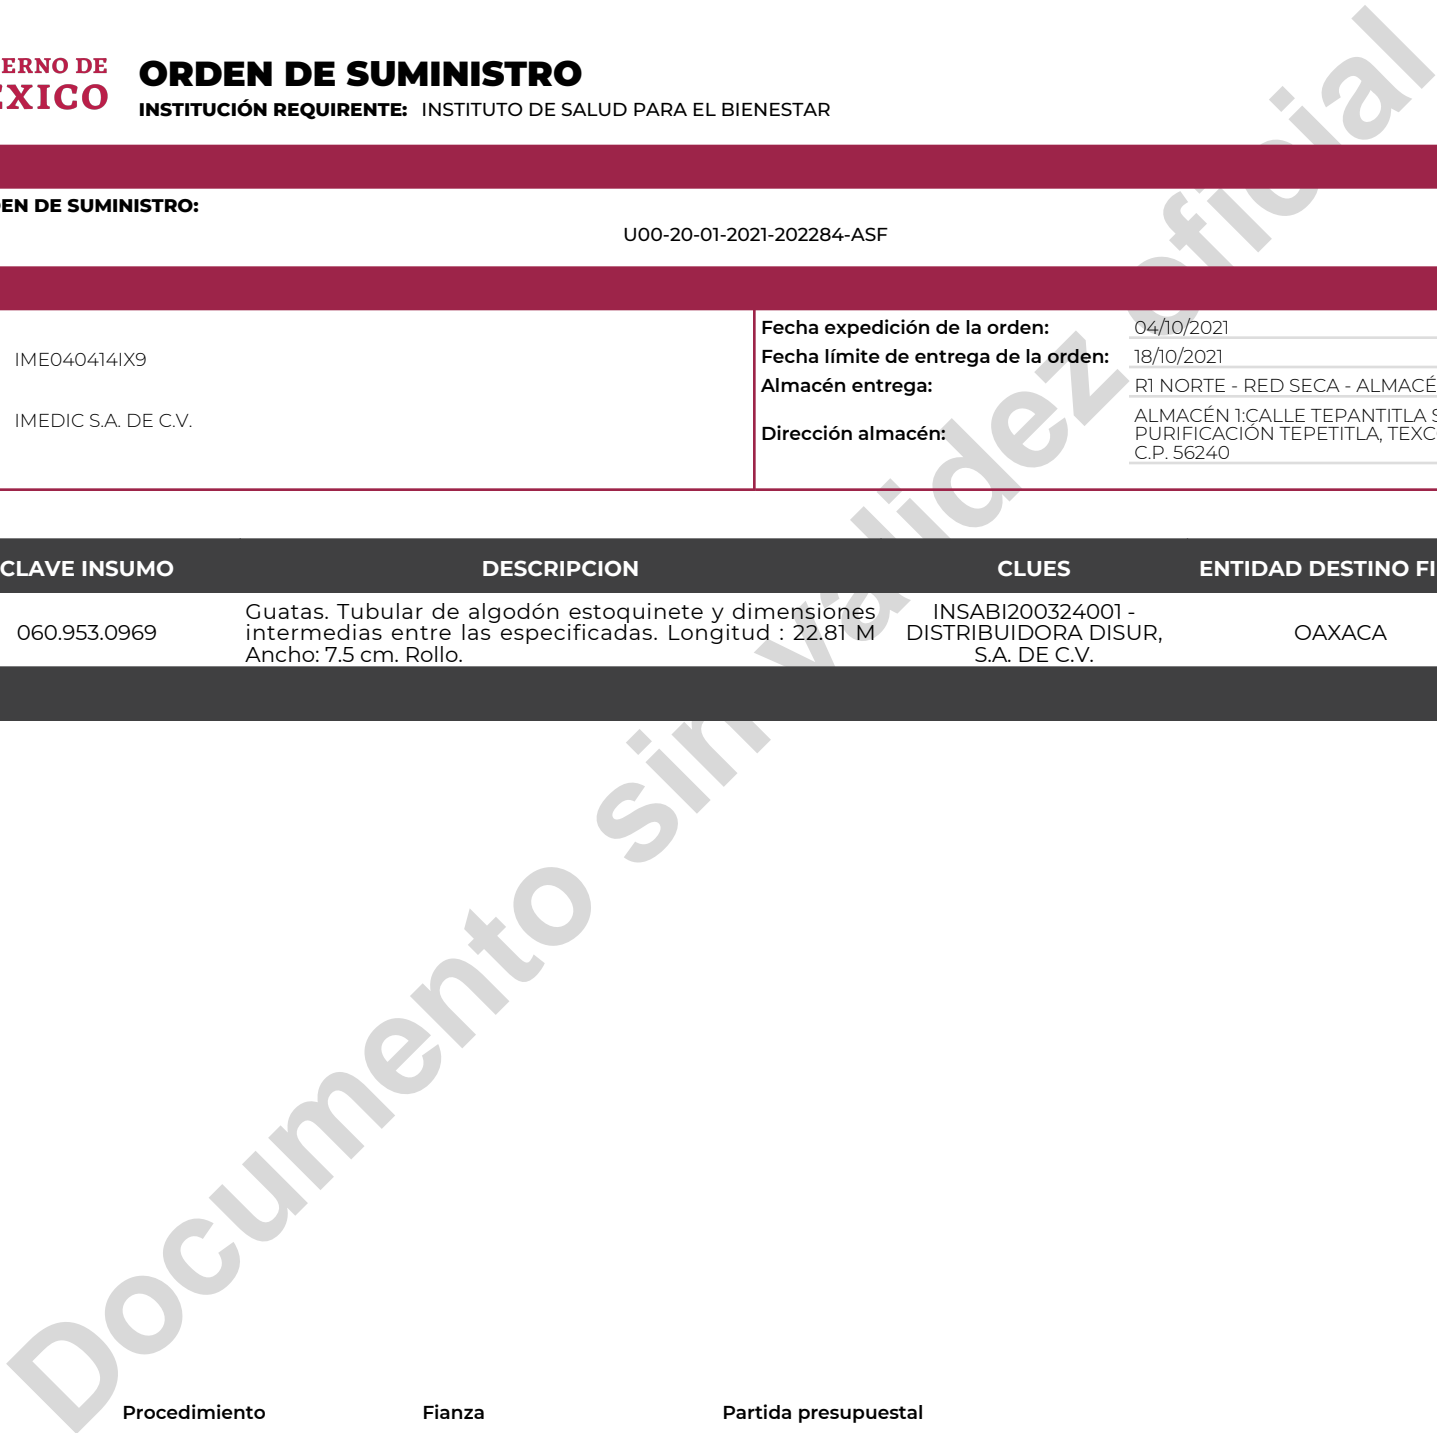 ERNO DE
EXICO
ORDEN DE SUMINISTRO
INSTITUCIÓN REQUIRENTE: INSTITUTO DE SALUD PARA EL BIENESTAR
EN DE SUMINISTRO:
U00-20-01-2021-202284-ASF
IME040414IX9
IMEDIC S.A. DE C.V.
Fecha expedición de la orden: 04/10/2021
Fecha límite de entrega de la orden: 18/10/2021
Almacén entrega: R1 NORTE - RED SECA - ALMACÉ
Dirección almacén: ALMACÉN 1:CALLE TEPANTITLA S
PURIFICACIÓN TEPETITLA, TEXC
C.P. 56240
CLAVE INSUMO DESCRIPCION CLUES ENTIDAD DESTINO FI
060.953.0969
Guatas. Tubular de algodón estoquinete y dimensiones
intermedias entre las especificadas. Longitud : 22.81 M
Ancho: 7.5 cm. Rollo.
INSABI200324001 -
DISTRIBUIDORA DISUR,
S.A. DE C.V.
OAXACA
Documento sin validez oficial
Procedimiento Fianza Partida presupuestal